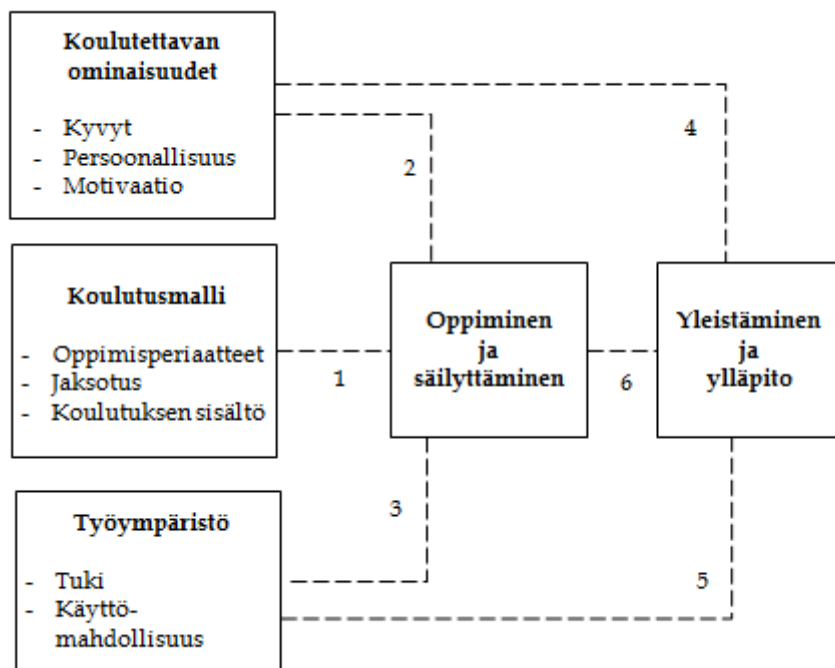 Koulutettavan
ominaisuudet
- Kyvyt
- Persoonallisuus
- Motivaatio
4
2
Koulutusmalli
- Oppimisperiaatteet
- Jaksotus
- Koulutuksen sisältö
1
Oppiminen
ja
säilyttäminen
6
Yleistäminen
ja
ylläpito
Työympäristö
- Tuki
- Käyttö-
mahdollisuus
3
5